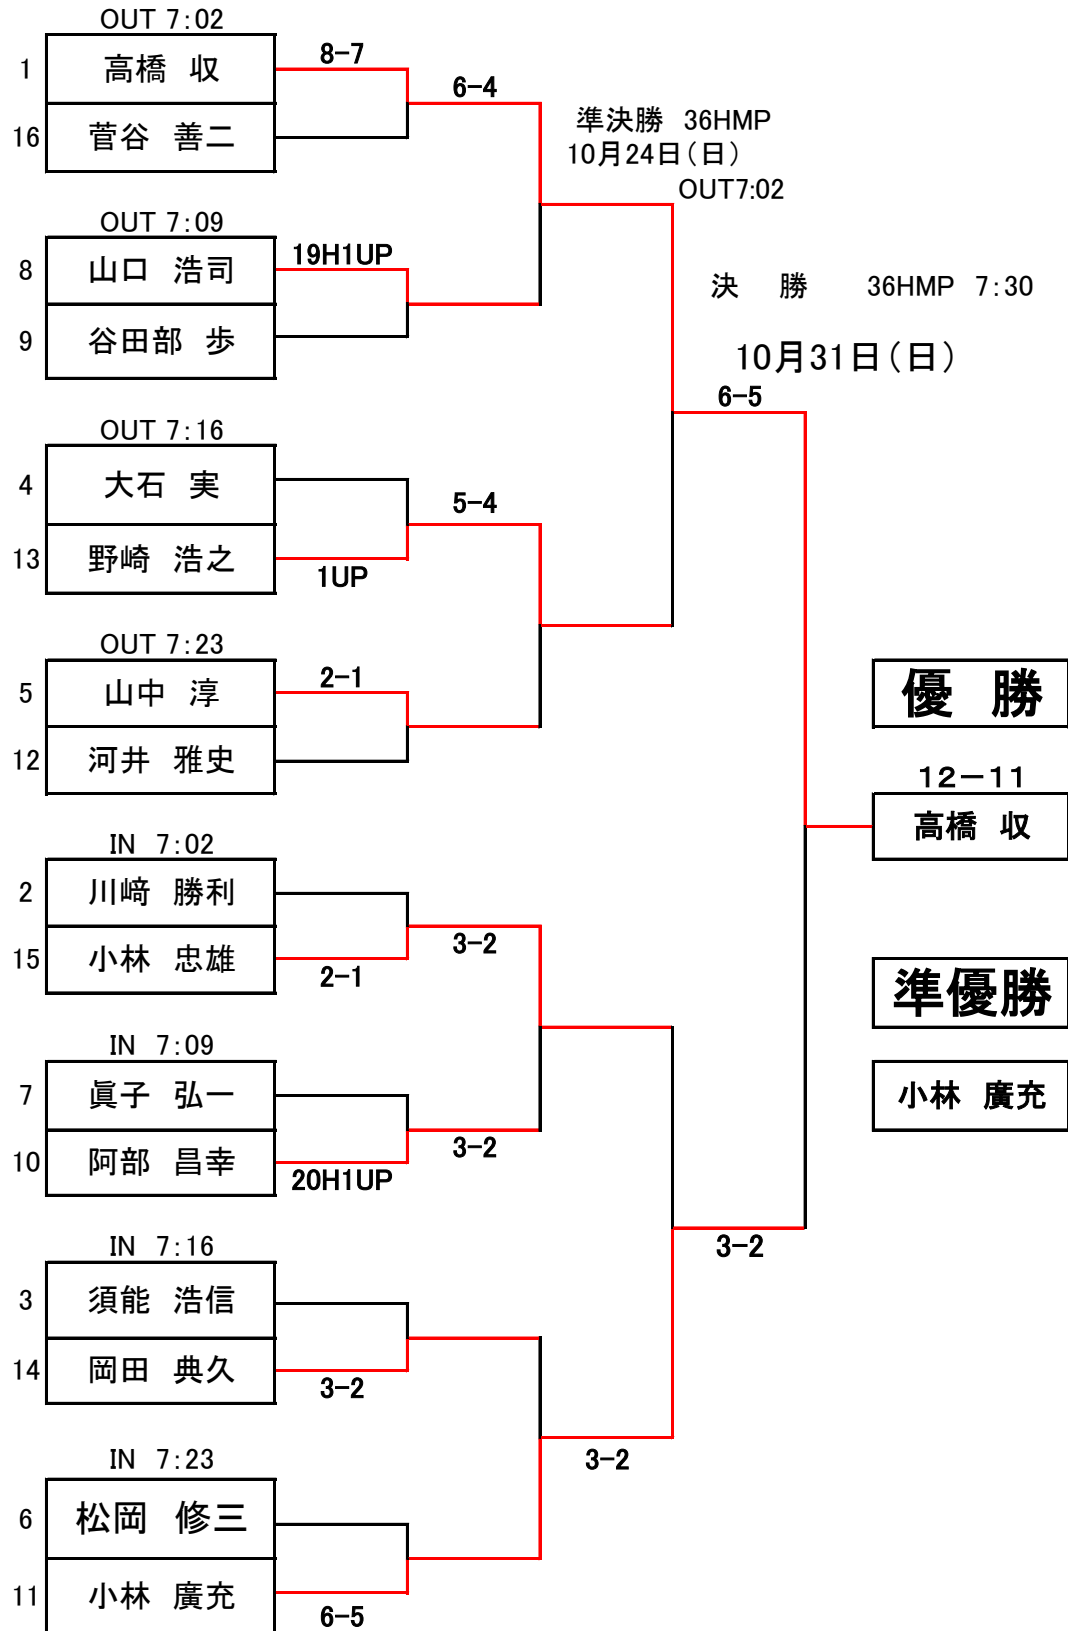 OUT 7:02
1 高橋 収 8-7
6-4
16 菅谷 善二
準決勝 36HMP
10月24日(日)
OUT7:02
OUT 7:09
8 山口 浩司 19H1UP
9 谷田部 歩
決 勝 36HMP 7:30
10月31日(日)
6-5
OUT 7:16
4 大石 実
5-4
13 野崎 浩之
1UP
OUT 7:23
5 山中 淳 2-1
12 河井 雅史
優 勝
12-11
高橋 収
IN 7:02
2 川﨑 勝利
3-2
15 小林 忠雄
2-1
準優勝
小林 廣充
IN 7:09
7 眞子 弘一
3-2
10 阿部 昌幸
20H1UP
3-2
IN 7:16
3 須能 浩信
14 岡田 典久
3-2
3-2
IN 7:23
6 松岡 修三
11 小林 廣充
6-5